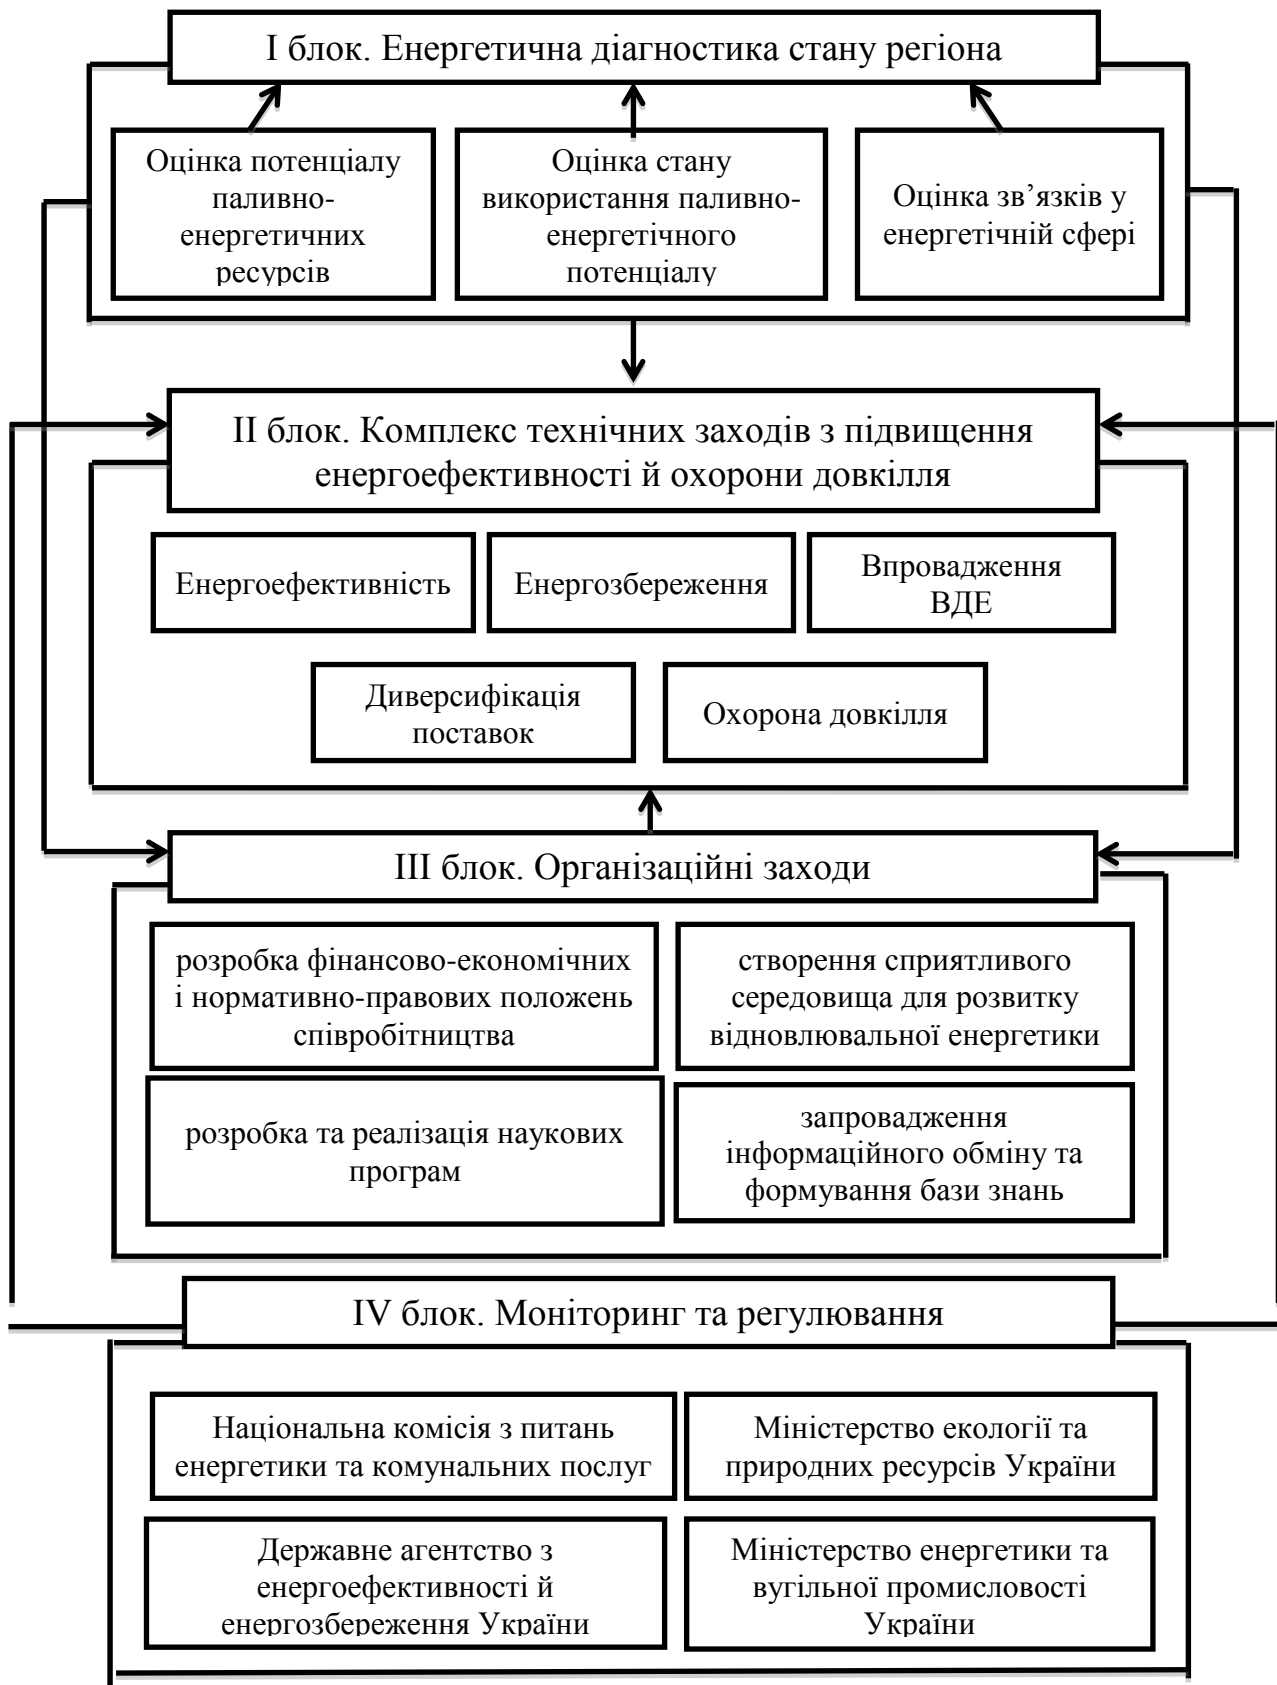 І блок. Енергетична діагностика стану регіона
Оцінка потенціалу
паливно-
енергетичних
ресурсів
Оцінка стану
використання паливно-
енергетічного
потенціалу
Оцінка зв’язків у
енергетічній сфері
ІІ блок. Комплекс технічних заходів з підвищення
енергоефективності й охорони довкілля
Енергоефективність
Енергозбереження
Впровадження
ВДЕ
Диверсифікація
поставок
Охорона довкілля
ІІІ блок. Організаційні заходи
розробка фінансово-економічних
і нормативно-правових положень
співробітництва
створення сприятливого
середовища для розвитку
відновлювальної енергетики
розробка та реалізація наукових
програм
запровадження
інформаційного обміну та
формування бази знань
IV блок. Моніторинг та регулювання
Національна комісія з питань
енергетики та комунальних послуг
Міністерство екології та
природних ресурсів України
Державне агентство з
енергоефективності й
енергозбереження України
Міністерство енергетики та
вугільної промисловості
України